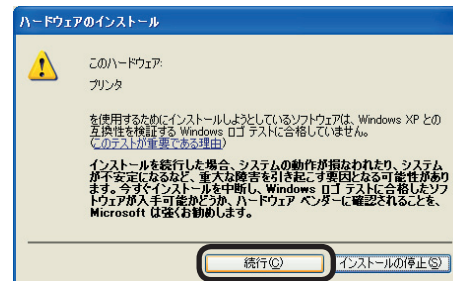 ハードウェアのインストール
このハードウェア:
プリンタ
を使用するためにインストールしようとしているソフトウェアは、Windows XP との
互換性を検証する Windows ロゴ テストに合格していません。
(このテストが重要である理由)
インストールを続行した場合、システムの動作が損なわれたり、システム
が不安定になるなど、重大な障害を引き起こす要因となる可能性があり
ます。今すぐインストールを中断し、Windows ロゴ テストに合格したソフ
トウェアが入手可能かどうか、ハードウェア ベンダーに確認されることを、
Microsoft は強くお勧めします。
続行(C)
インストールの停止(S)